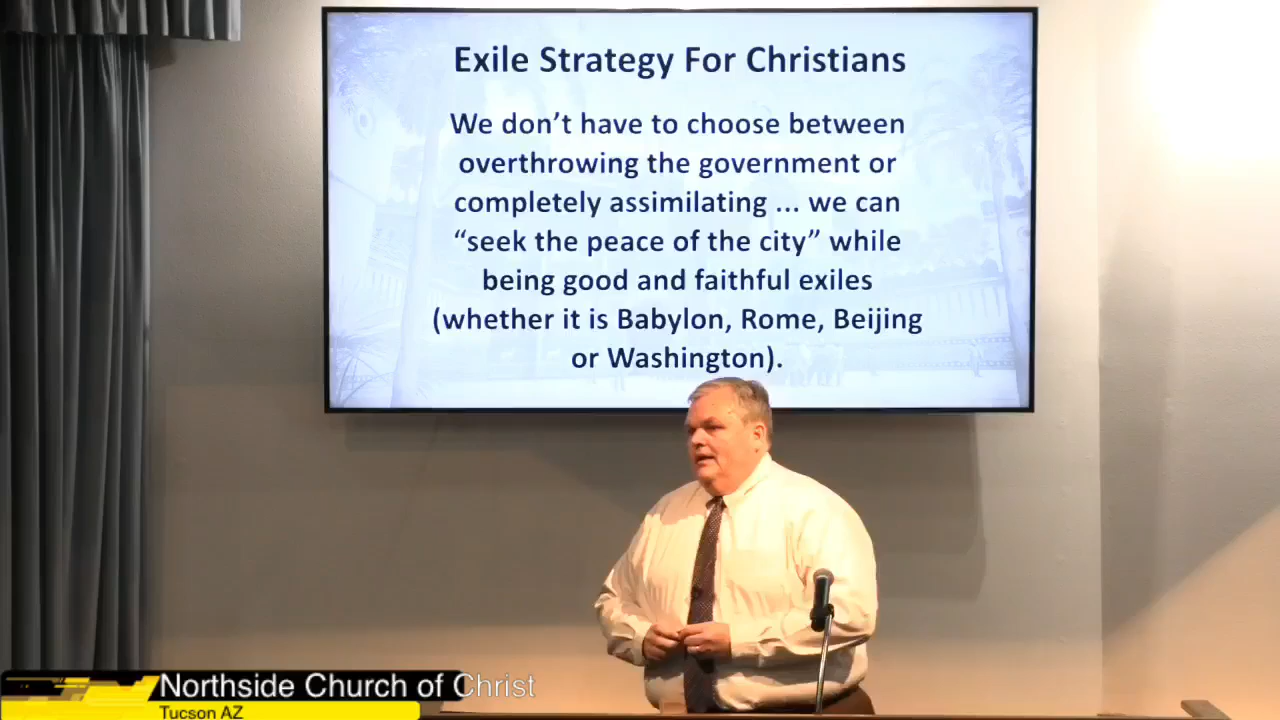 Exile Strategy For Christians
We don’t have to choose between
overthrowing the government or
completely assimilating ... we can
“seek the peace of the city” while
being good and faithful exiles
(whether it is Babylon, Rome, Beijing
or Washington).
Northside Church of Christ
Tucson AZ